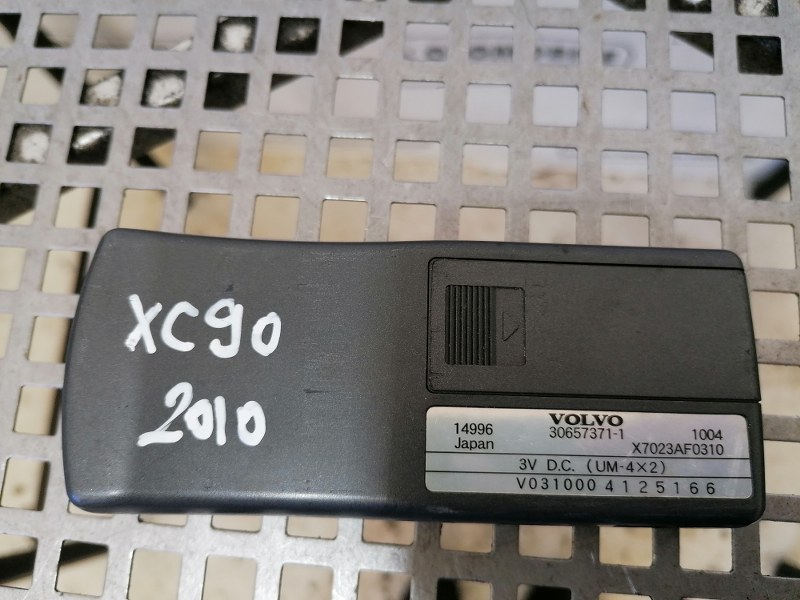 XC90
2010
VOLVO
14996 30657371-1 1004
Japan X7023AF0310
3V D.C. (UM-4×2)
V031000 4125166